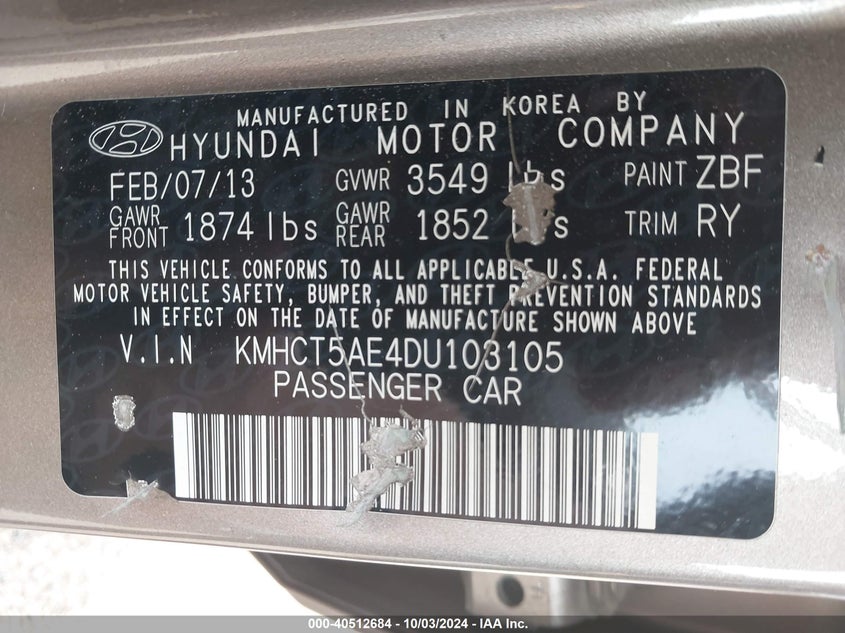 MANUFACTURED IN KOREA BY
HYUNDAI MOTOR COMPANY
FEB/07/13 GVWR 3549 lbs PAINT ZBF
GAWR FRONT 1874 lbs GAWR REAR 1852 lbs TRIM RY
THIS VEHICLE CONFORMS TO ALL APPLICABLE U.S.A. FEDERAL
MOTOR VEHICLE SAFETY, BUMPER, AND THEFT PREVENTION STANDARDS
IN EFFECT ON THE DATE OF MANUFACTURE SHOWN ABOVE
V.I.N KMHCT5AE4DU103105
PASSENGER CAR
000-40512684 - 10/03/2024 - IAA Inc.